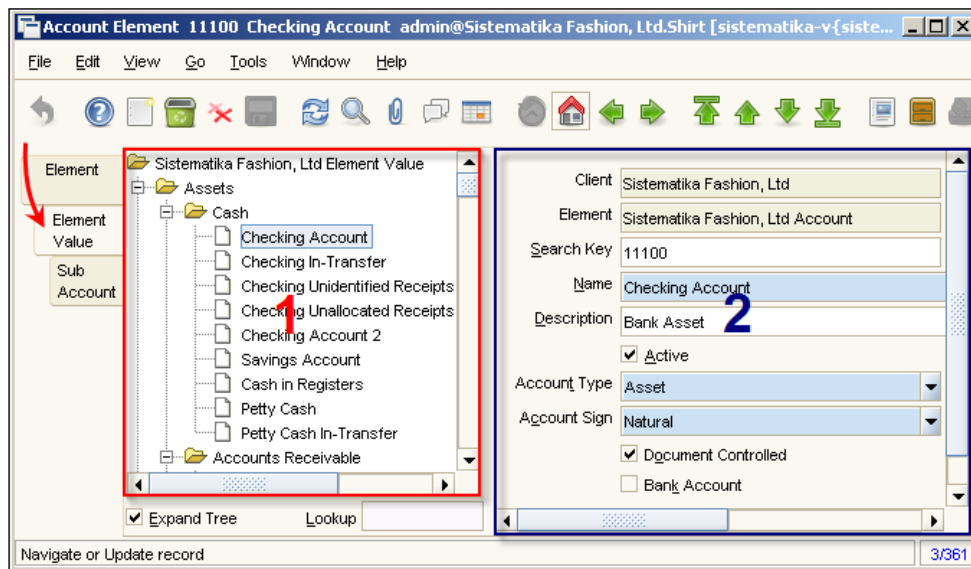 Account Element 11100 Checking Account admin@Sistematika Fashion, Ltd.Shirt [sistematika-v{siste...
File Edit View Go Tools Window Help
Element
Element Value
Sub Account
Sistematika Fashion, Ltd Element Value
Assets
Cash
Checking Account
Checking In-Transfer
Checking Unidentified Receipts
Checking Unallocated Receipts
Checking Account 2
Savings Account
Cash in Registers
Petty Cash
Petty Cash In-Transfer
Accounts Receivable
1
Expand Tree Lookup
Client Sistematika Fashion, Ltd
Element Sistematika Fashion, Ltd Account
Search Key 11100
Name Checking Account
Description Bank Asset
2
Active
Account Type Asset
Account Sign Natural
Document Controlled
Bank Account
Navigate or Update record 3/361